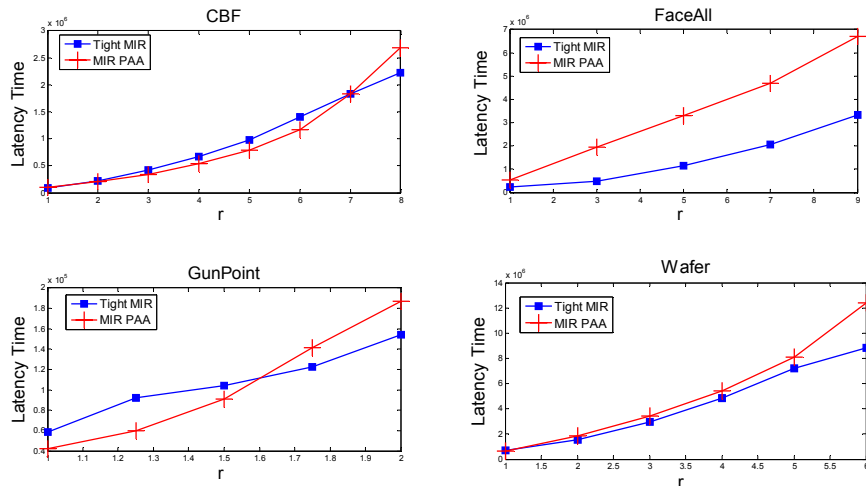 CBF
x 10^6
3
2.5
2
1.5
1
0.5
0
Latency Time
Tight MIR
MIR PAA
1 2 3 4 5 6 7 8
r
FaceAll
x 10^6
7
6
5
4
3
2
1
0
Latency Time
Tight MIR
MIR PAA
1 3 5 7 9
r
GunPoint
x 10^5
2
1.8
1.6
1.4
1.2
1
0.8
0.6
0.4
Latency Time
Tight MIR
MIR PAA
1 1.1 1.2 1.3 1.4 1.5 1.6 1.7 1.8 1.9 2
r
Wafer
x 10^6
14
12
10
8
6
4
2
0
Latency Time
Tight MIR
MIR PAA
1 1.5 2 2.5 3 3.5 4 4.5 5 5.5 6
r